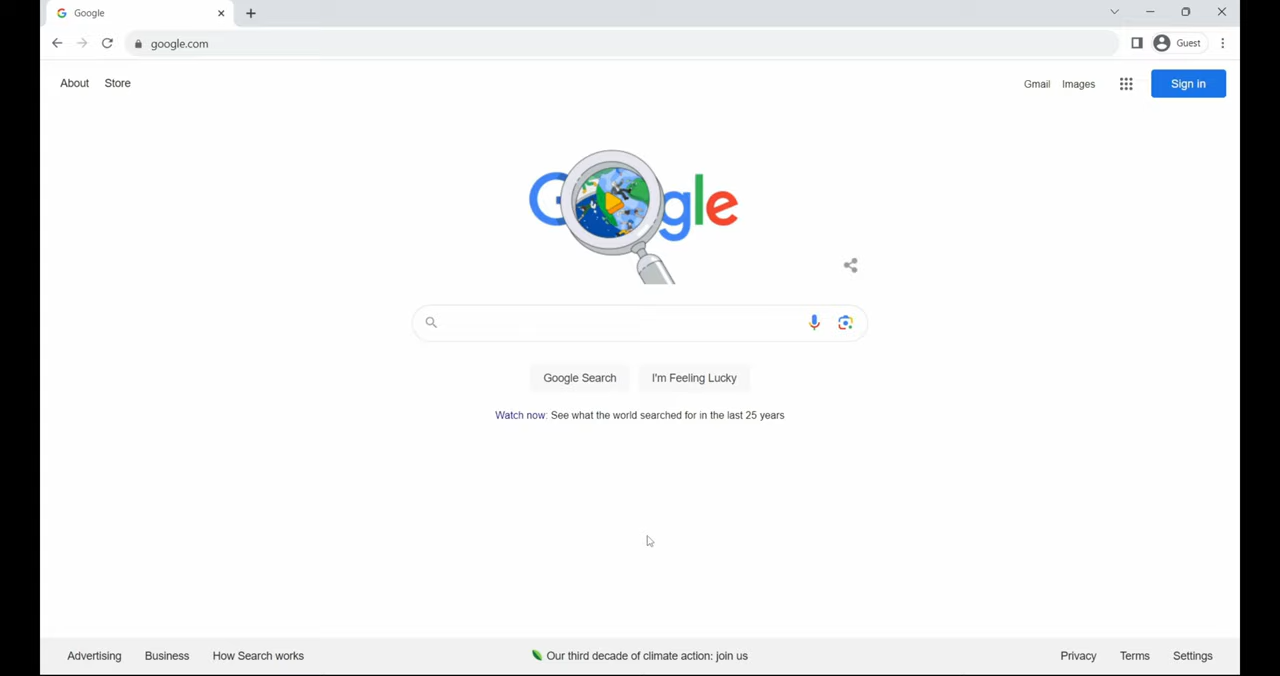 Google
google.com
Guest
About Store
Gmail Images
Sign in
G gle
Google Search
I'm Feeling Lucky
Watch now: See what the world searched for in the last 25 years
Advertising Business How Search works
Our third decade of climate action: join us
Privacy Terms Settings